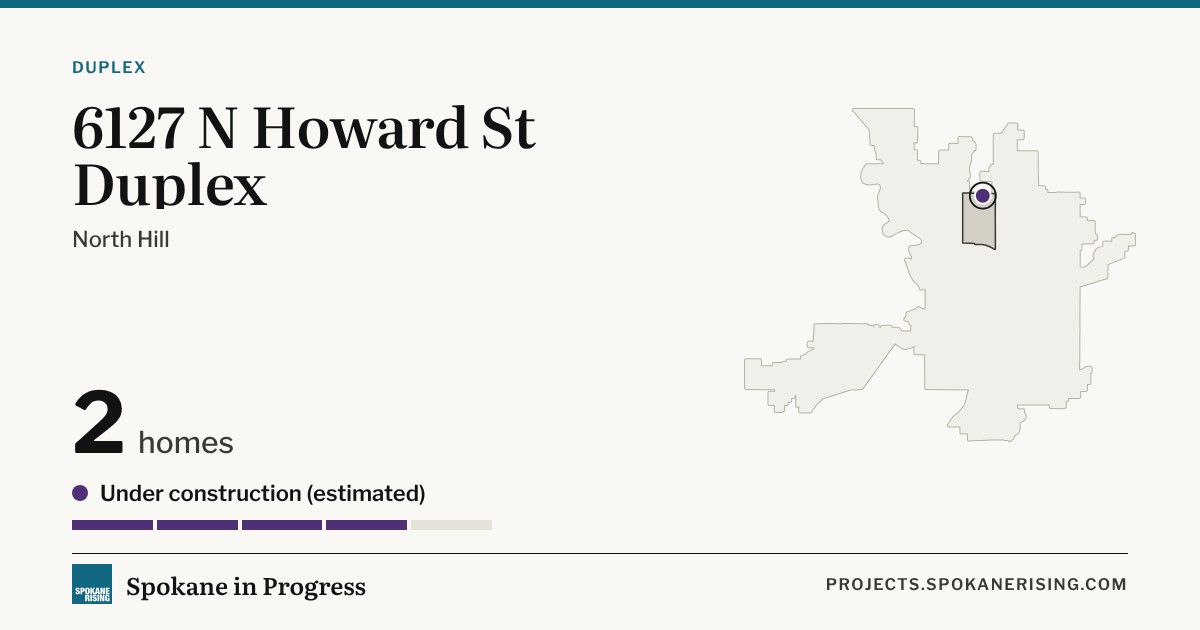 DUPLEX
6127 N Howard St
Duplex
North Hill
2 homes
Under construction (estimated)
SPOKANE
RISING
Spokane in Progress
PROJECTS.SPOKANERISING.COM